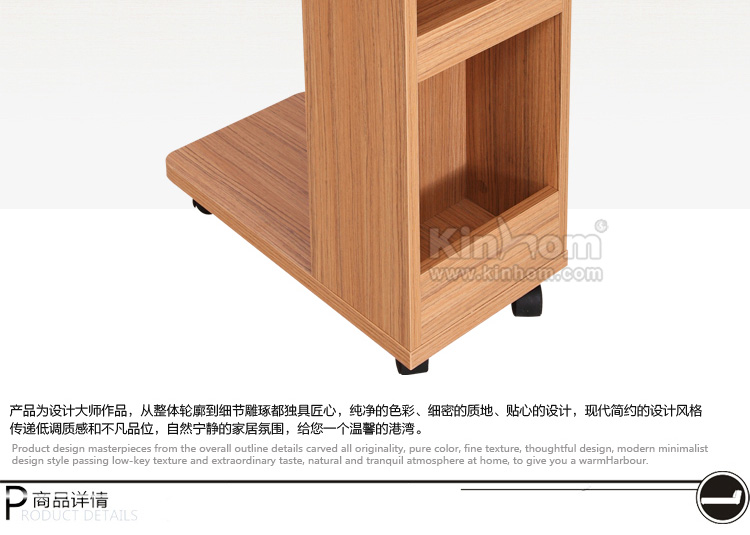 Kinhom®
www.kinhom.com
产品为设计大师作品，从整体轮廓到细节雕琢都独具匠心，纯净的色彩、细密的质地、贴心的设计，现代简约的设计风格
传递低调质感和不凡品位，自然宁静的家居氛围，给您一个温馨的港湾。
Product design masterpieces from the overall outline details carved all originality, pure color, fine texture, thoughtful design, modern minimalist
design style passing low-key texture and extraordinary taste, natural and tranquil atmosphere at home, to give you a warmHarbour.
P 商品详情
RODUCT DETAILS